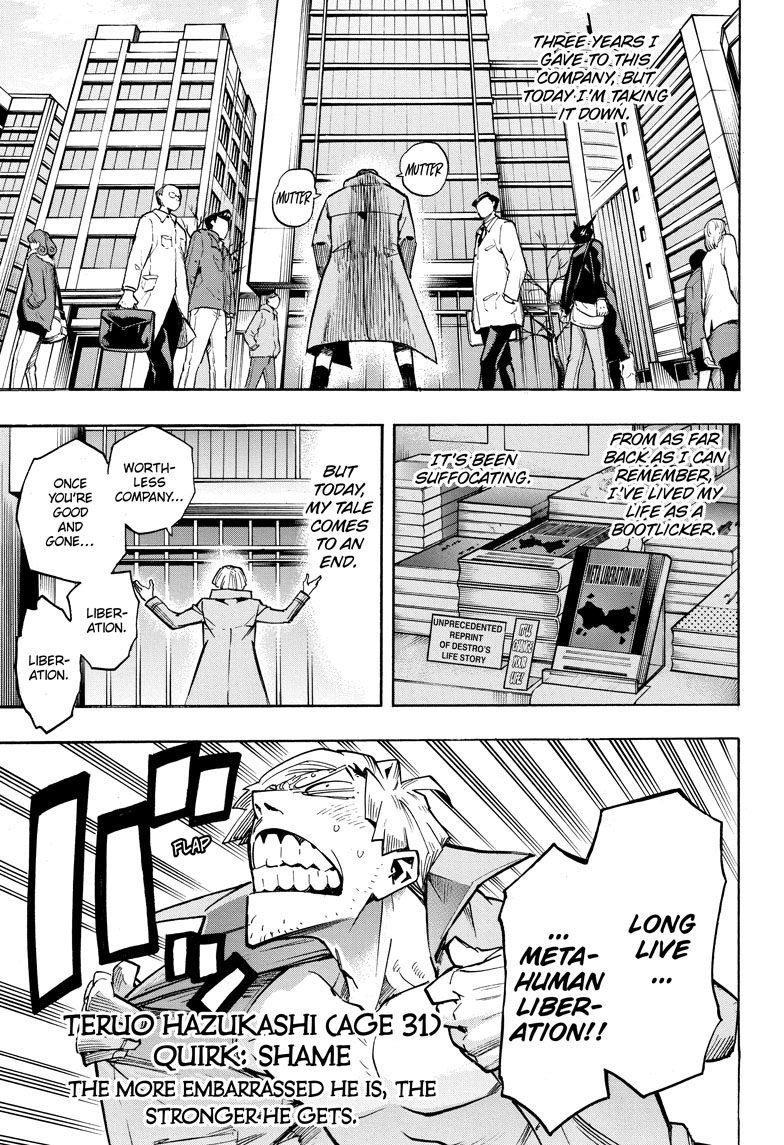 THREE YEARS I
GAVE TO THIS
COMPANY, BUT
TODAY I'M TAKING
IT DOWN.
MUTTER
MUTTER
FROM AS FAR
BACK AS I CAN
REMEMBER,
I'VE LIVED MY
LIFE AS A
BOOTLICKER.
IT'S BEEN
SUFFOCATING.
META LIBERATION WAR
UNPRECEDENTED
REPRINT
OF DESTRO'S
LIFE STORY
BUT
TODAY,
MY TALE
COMES
TO AN
END.
WORTH-
LESS
COMPANY...
ONCE
YOU'RE
GOOD
AND
GONE...
LIBER-
ATION.
LIBER-
ATION.
FLAP
LONG
LIVE
...
...
META-
HUMAN
LIBER-
ATION!!
TERUO HAZUKASHI (AGE 31)
QUIRK: SHAME
THE MORE EMBARRASSED HE IS, THE
STRONGER HE GETS.